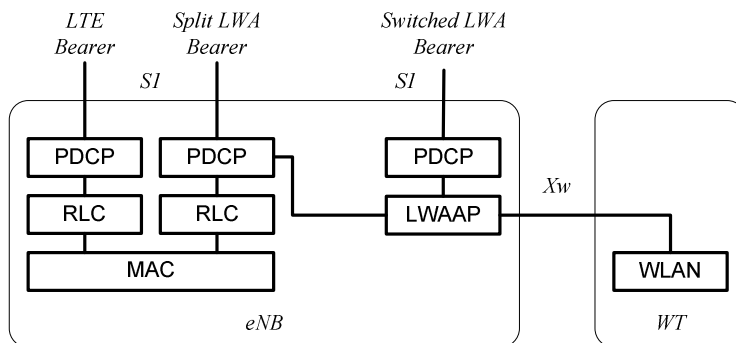 LTE
Bearer
Split LWA
Bearer
Switched LWA
Bearer
S1
S1
PDCP
PDCP
PDCP
RLC
RLC
LWAAP
Xw
MAC
WLAN
eNB
WT